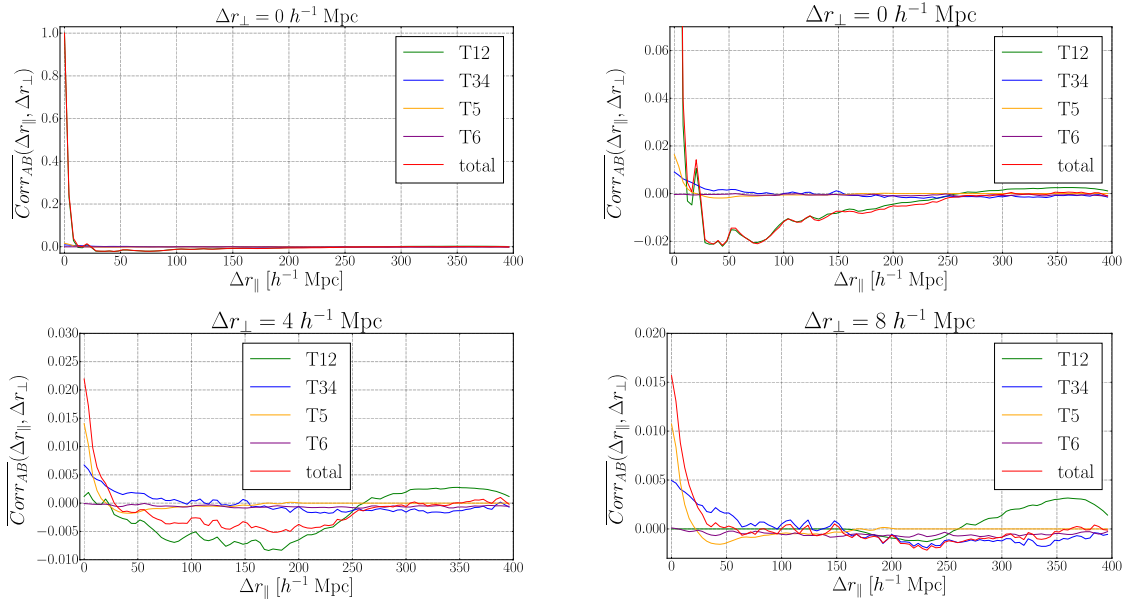 Δr⊥ = 0 h⁻¹ Mpc
1.0
0.8
0.6
0.4
0.2
0.0
0 50 100 150 200 250 300 350 400
Δr∥ [h⁻¹ Mpc]
Corr_AB(Δr∥, Δr⊥)
T12
T34
T5
T6
total
Δr⊥ = 0 h⁻¹ Mpc
0.06
0.04
0.02
0.00
−0.02
0 50 100 150 200 250 300 350 400
Δr∥ [h⁻¹ Mpc]
Corr_AB(Δr∥, Δr⊥)
T12
T34
T5
T6
total
Δr⊥ = 4 h⁻¹ Mpc
0.030
0.025
0.020
0.015
0.010
0.005
0.000
−0.005
−0.010
0 50 100 150 200 250 300 350 400
Δr∥ [h⁻¹ Mpc]
Corr_AB(Δr∥, Δr⊥)
T12
T34
T5
T6
total
Δr⊥ = 8 h⁻¹ Mpc
0.020
0.015
0.010
0.005
0.000
0 50 100 150 200 250 300 350 400
Δr∥ [h⁻¹ Mpc]
Corr_AB(Δr∥, Δr⊥)
T12
T34
T5
T6
total